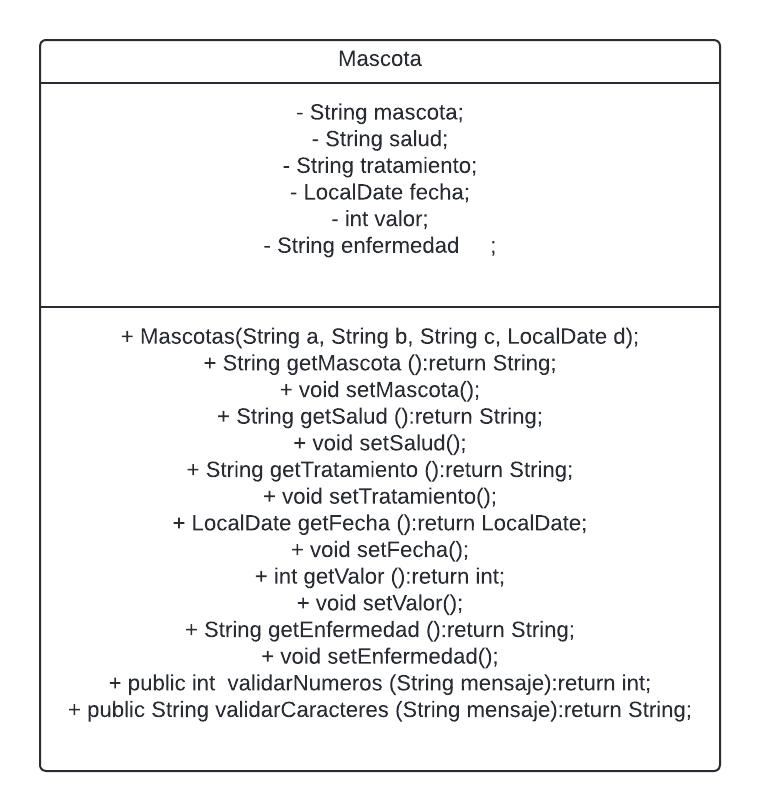 Mascota
- String mascota;
- String salud;
- String tratamiento;
- LocalDate fecha;
- int valor;
- String enfermedad     ;
+ Mascotas(String a, String b, String c, LocalDate d);
+ String getMascota ():return String;
+ void setMascota();
+ String getSalud ():return String;
+ void setSalud();
+ String getTratamiento ():return String;
+ void setTratamiento();
+ LocalDate getFecha ():return LocalDate;
+ void setFecha();
+ int getValor ():return int;
+ void setValor();
+ String getEnfermedad ():return String;
+ void setEnfermedad();
+ public int  validarNumeros (String mensaje):return int;
+ public String validarCaracteres (String mensaje):return String;